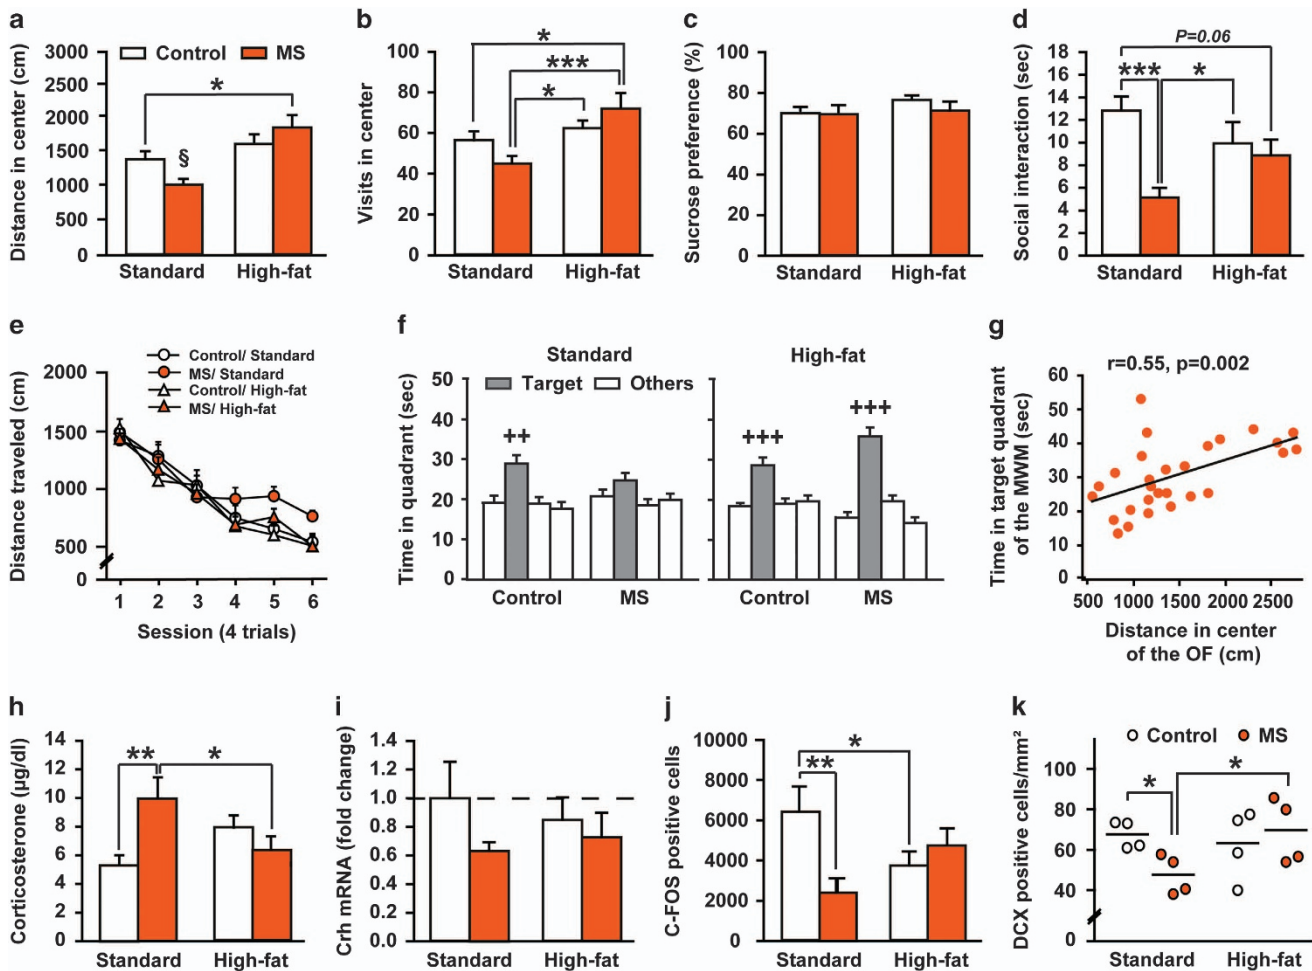 a
Distance in center (cm)
3000
2500
2000
1500
1000
500
0
Control MS
*
§
Standard High-fat
b
Visits in center
100
80
60
40
20
0
*
***
*
Standard High-fat
c
Sucrose preference (%)
100
80
60
40
20
0
Standard High-fat
d
Social interaction (sec)
18
16
14
12
10
8
6
4
2
0
P=0.06
*** *
Standard High-fat
e
Distance traveled (cm)
2000
1500
1000
500
0
Control/ Standard
MS/ Standard
Control/ High-fat
MS/ High-fat
1 2 3 4 5 6
Session (4 trials)
f
Time in quadrant (sec)
50
40
30
20
10
0
Standard High-fat
Target Others
++ +++ +++
Control MS Control MS
g
Time in target quadrant
of the MWM (sec)
r=0.55, p=0.002
60
50
40
30
20
10
0
500 1000 1500 2000 2500
Distance in center
of the OF (cm)
h
Corticosterone (µg/dl)
14
12
10
8
6
4
2
0
** *
Standard High-fat
i
Crh mRNA (fold change)
1.4
1.2
1.0
0.8
0.6
0.4
0.2
0
Standard High-fat
j
C-FOS positive cells
10000
8000
6000
4000
2000
0
*
**
Standard High-fat
k
DCX positive cells/mm²
Control MS
100
80
60
40
0
* *
Standard High-fat